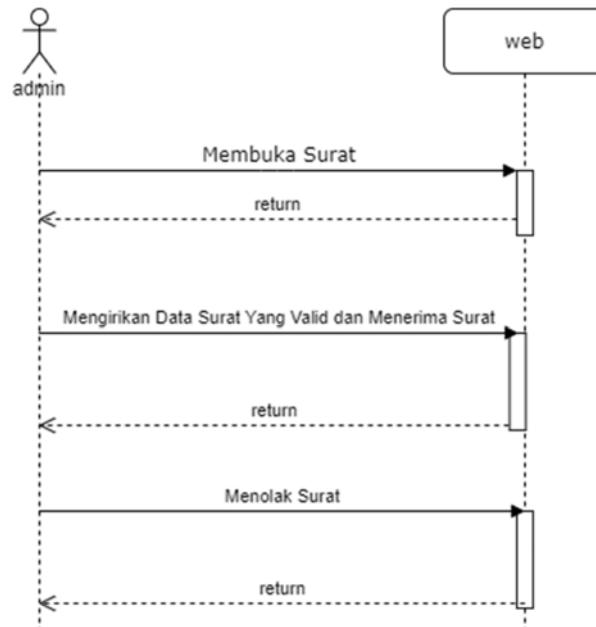 admin
web
Membuka Surat
return
Mengirikan Data Surat Yang Valid dan Menerima Surat
return
Menolak Surat
return